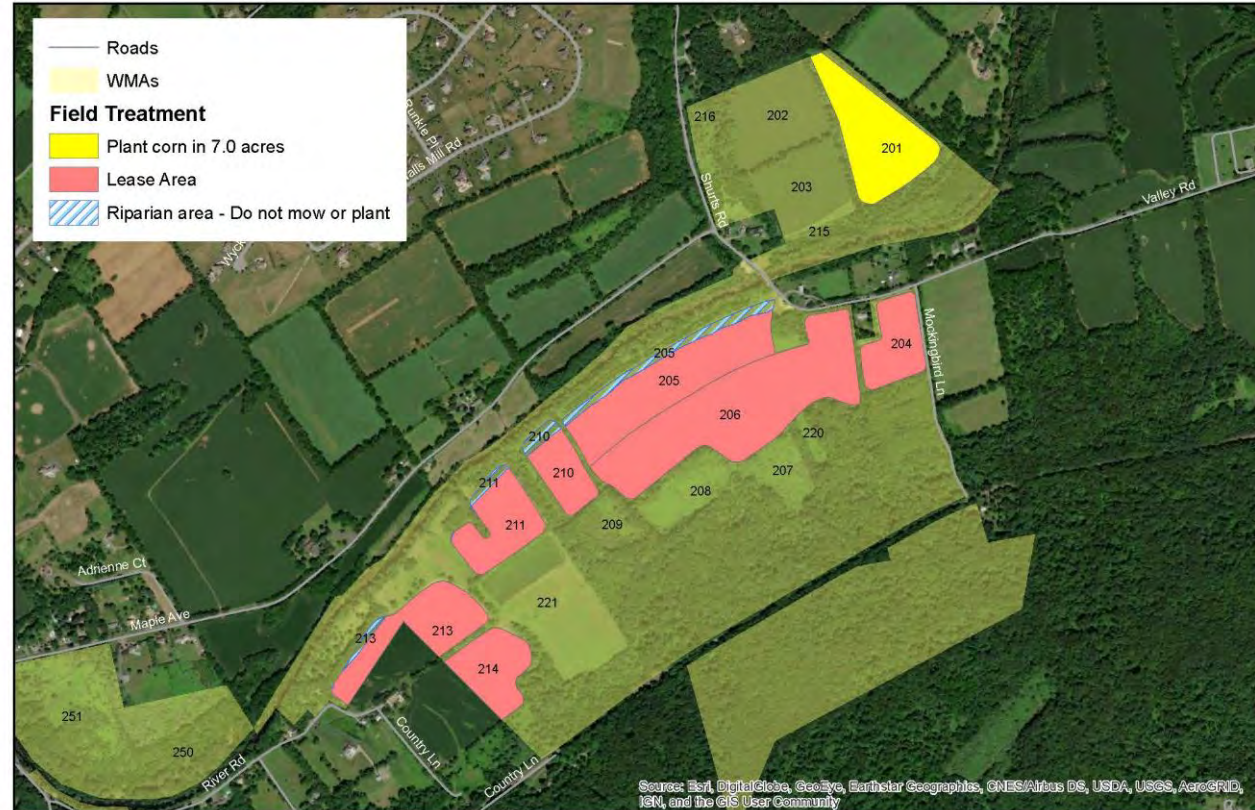 Roads
WMAs
Field Treatment
Plant corn in 7.0 acres
Lease Area
Riparian area - Do not mow or plant
Runkle Pl
Mill Rd
216
202
201
203
Shurts Rd
215
Valley Rd
205
205
204
Mockingbird Ln
206
210
210
220
207
208
209
211
211
Adrienne Ct
Maple Ave
221
213
213
214
251
250
River Rd
Country Ln
Country Ln
Source: Esri, DigitalGlobe, GeoEye, Earthstar Geographics, CNES/Airbus DS, USDA, USGS, AeroGRID,
IGN, and the GIS User Community